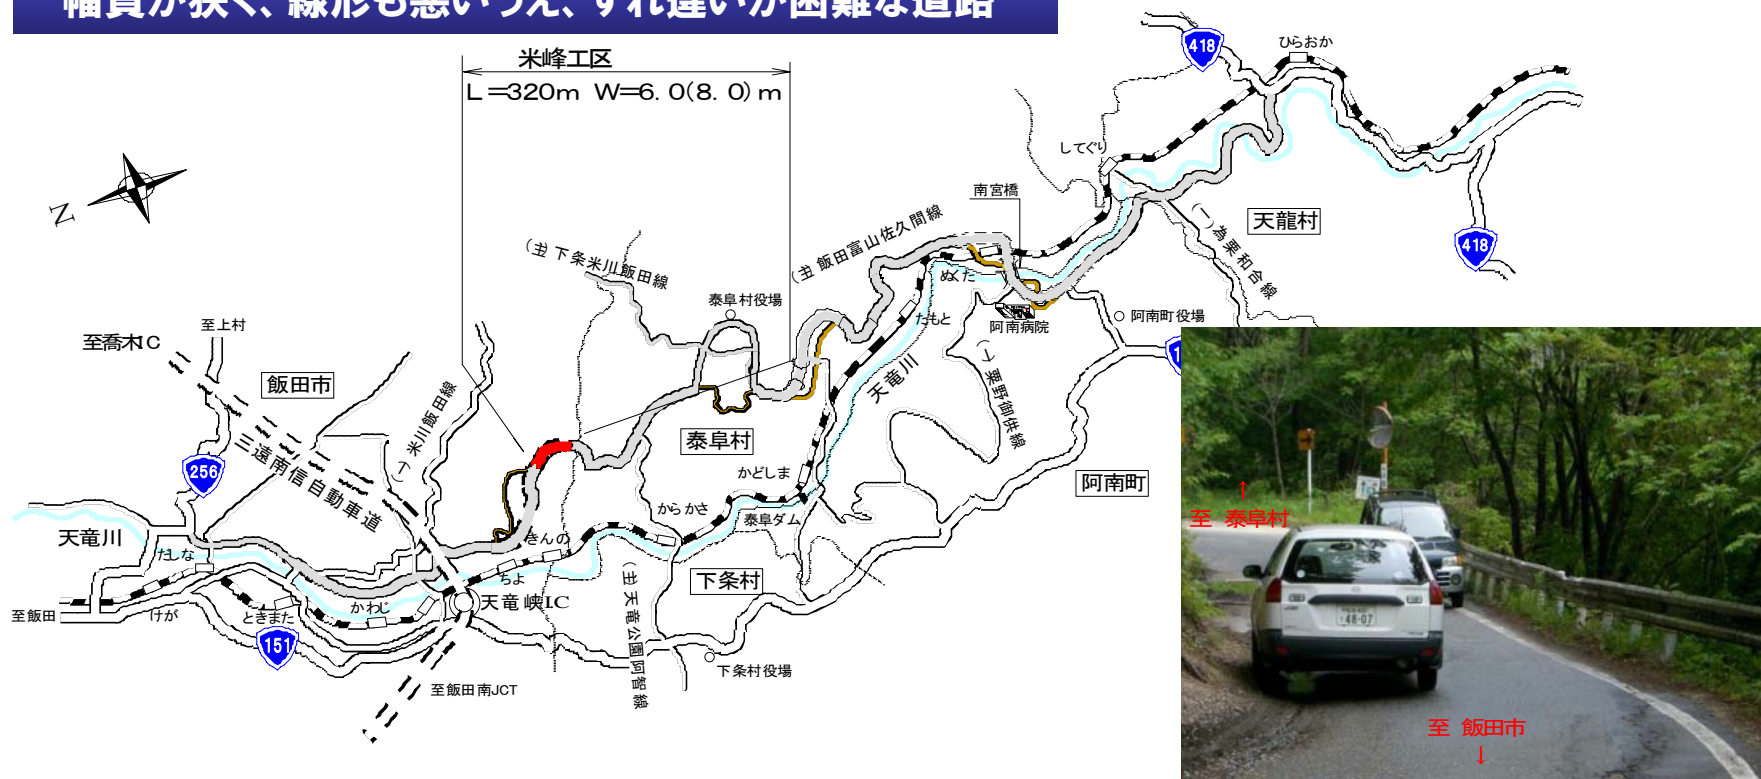 幅員が狭く、線形も悪いうえ、すれ違いが困難な道路
米峰工区
L=320m W=6.0(8.0)m
418
ひらおか
してぐり
南宮橋
天龍村
(一)為栗和合線
418
N
(主)下条米川飯田線
(主)飯田富山佐久間線
ぬくた
泰阜村役場
阿南病院
阿南町役場
たもと
天竜川
(一)粟野御供線
至上村
至喬木IC
飯田市
(一)米川飯田線
三遠南信自動車道
256
泰阜村
かどしま
阿南町
からかさ
泰阜ダム
天竜川
だしな
きんの
ちよ
下条村
(主)天竜公園阿智線
天竜峡I.C
至飯田
けが
ときまた
かわじ
151
下条村役場
至飯田南JCT
↑
至 泰阜村
48-07
至 飯田市
↓